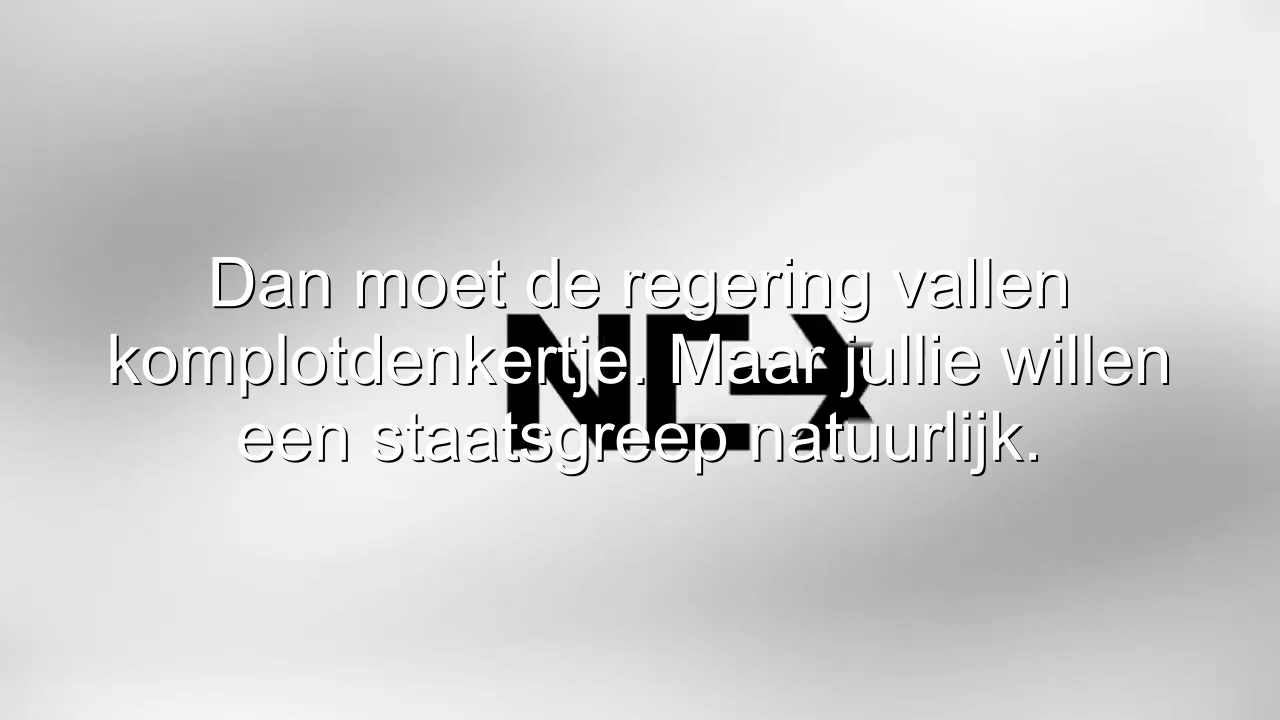 Dan moet de regering vallen
komplotdenkertje. Maar jullie willen
een staatsgreep natuurlijk.